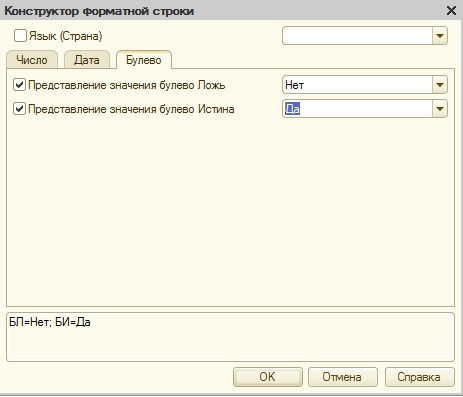 Конструктор форматной строки
Язык (Страна)
Число Дата Булево
Представление значения булево Ложь Нет
Представление значения булево Истина Да
БЛ=Нет; БИ=Да
OK Отмена Справка